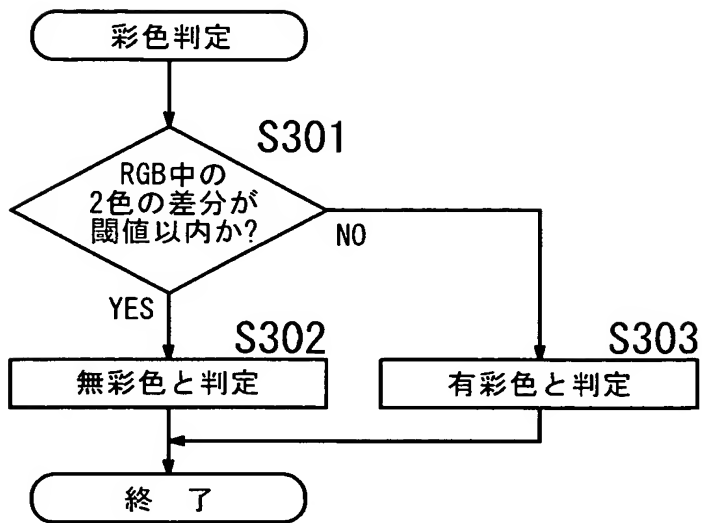 彩色判定
S301
RGB中の
2色の差分が
閾値以内か?
NO
YES
S302
S303
無彩色と判定
有彩色と判定
終 了